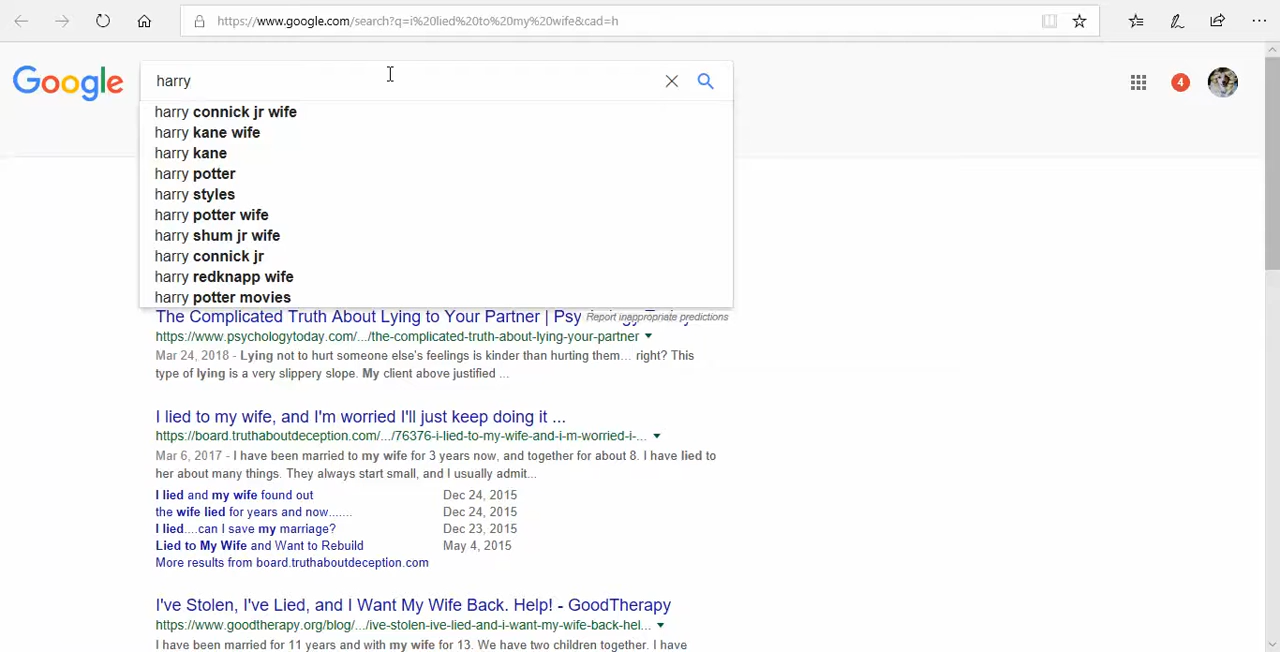 https://www.google.com/search?q=i%20lied%20to%20my%20wife&cad=h
Google
harry
4
harry connick jr wife
harry kane wife
harry kane
harry potter
harry styles
harry potter wife
harry shum jr wife
harry connick jr
harry redknapp wife
harry potter movies
Report inappropriate predictions
The Complicated Truth About Lying to Your Partner |
https://www.psychologytoday.com/.../the-complicated-truth-about-lying-your-partner
Mar 24, 2018 - Lying not to hurt someone else's feelings is kinder than hurting them... right? This
type of lying is a very slippery slope. My client above justified ...
I lied to my wife, and I'm worried I'll just keep doing it ...
https://board.truthaboutdeception.com/.../76376-i-lied-to-my-wife-and-i-m-worried-i-...
Mar 6, 2017 - I have been married to my wife for 3 years now, and together for about 8. I have lied to
her about many things. They always start small, and I usually admit...
I lied and my wife found out Dec 24, 2015
the wife lied for years and now....... Dec 24, 2015
I lied....can I save my marriage? Dec 23, 2015
Lied to My Wife and Want to Rebuild May 4, 2015
More results from board.truthaboutdeception.com
I've Stolen, I've Lied, and I Want My Wife Back. Help! - GoodTherapy
https://www.goodtherapy.org/blog/.../ive-stolen-ive-lied-and-i-want-my-wife-back-hel...
I have been married for 11 years and with my wife for 13. We have two children together. I have